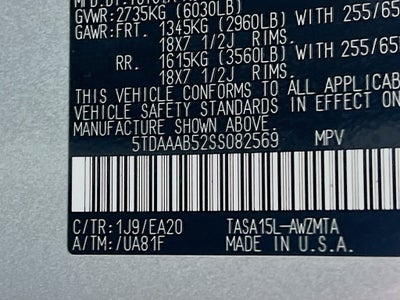 GVWR: 2735KG (6030LB)
GAWR: FRT. 1345KG (2960LB) WITH 255/65
18X7 1/2J RIMS.
RR. 1615KG (3560LB) WITH 255/65
18X7 1/2J RIMS.
THIS VEHICLE CONFORMS TO ALL APPLICABL
VEHICLE SAFETY STANDARDS IN EFFECT ON
MANUFACTURE SHOWN ABOVE.
5TDAAAB52SS082569 MPV
C/TR: 1J9/EA20 TASA15L-AWZMTA
A/TM: /UA81F MADE IN U.S.A.